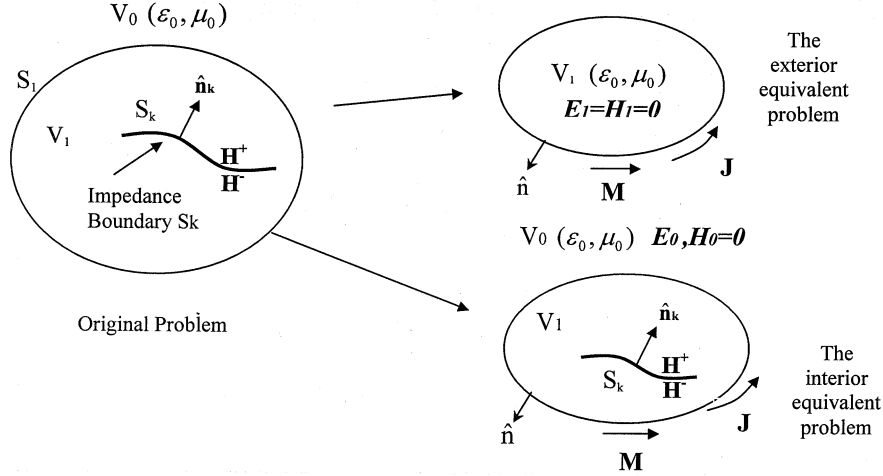 V₀ (ε₀, μ₀)
S₁
V₁
Sₖ
n̂ₖ
H⁺
H⁻
Impedance
Boundary Sk
Original Problem
V₁ (ε₀, μ₀)
E₁=H₁=0
n̂
M
J
The
exterior
equivalent
problem
V₀ (ε₀, μ₀) E₀,H₀=0
V₁
n̂ₖ
Sₖ
H⁺
H⁻
n̂
M
J
The
interior
equivalent
problem